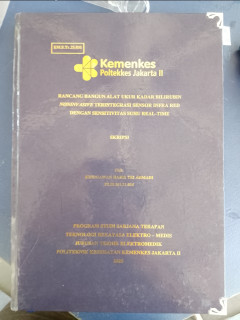 Kemenkes
Poltekkes Jakarta II
RANCANG BANGUN ALAT UKUR KADAR BILIRUBIN
NONINVASIVE TERINTEGRASI SENSOR INFRA RED
DENGAN SENSITIVITAS SUHU REAL-TIME
SKRIPSI
Oleh
PROGRAM STUDI SARJANA TERAPAN
TEKNOLOGI REKAYASA ELEKTRO - MEDIS
JURUSAN TEKNIK ELEKTROMEDIK
POLITEKNIK KESEHATAN KEMENKES JAKARTA II